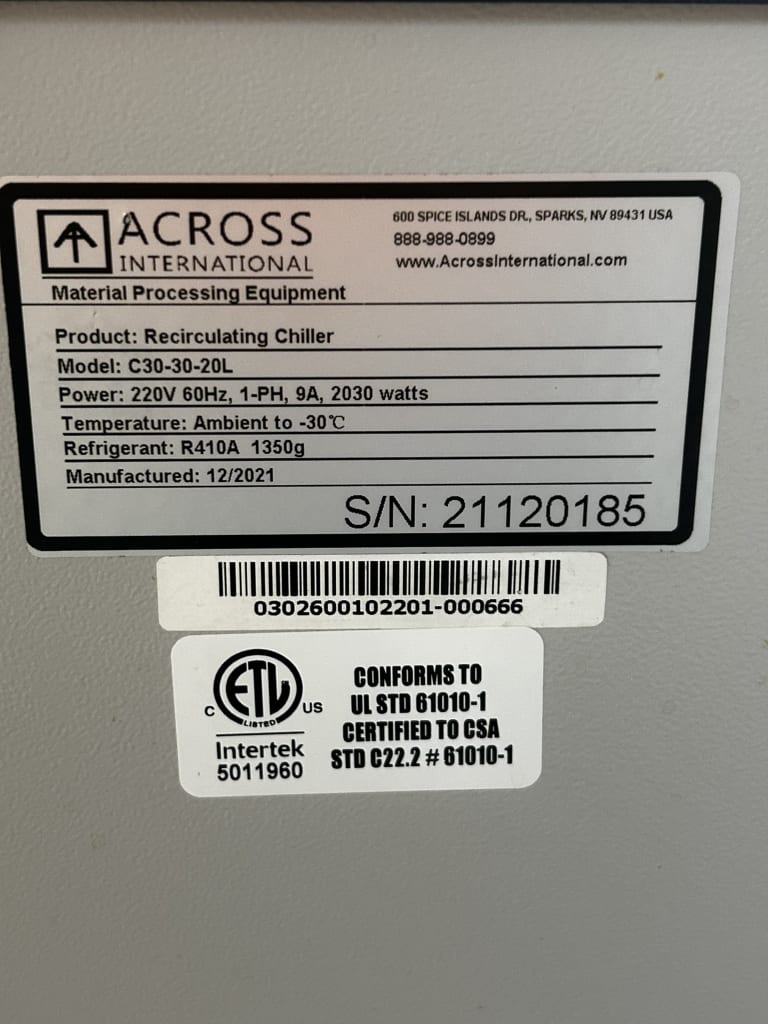 ACROSS
INTERNATIONAL
Material Processing Equipment
600 SPICE ISLANDS DR., SPARKS, NV 89431 USA
888-988-0899
www.AcrossInternational.com
Product: Recirculating Chiller
Model: C30-30-20L
Power: 220V 60Hz, 1-PH, 9A, 2030 watts
Temperature: Ambient to -30℃
Refrigerant: R410A 1350g
Manufactured: 12/2021
S/N: 21120185
0302600102201-000666
C ETL US
LISTED
Intertek
5011960
CONFORMS TO
UL STD 61010-1
CERTIFIED TO CSA
STD C22.2 # 61010-1